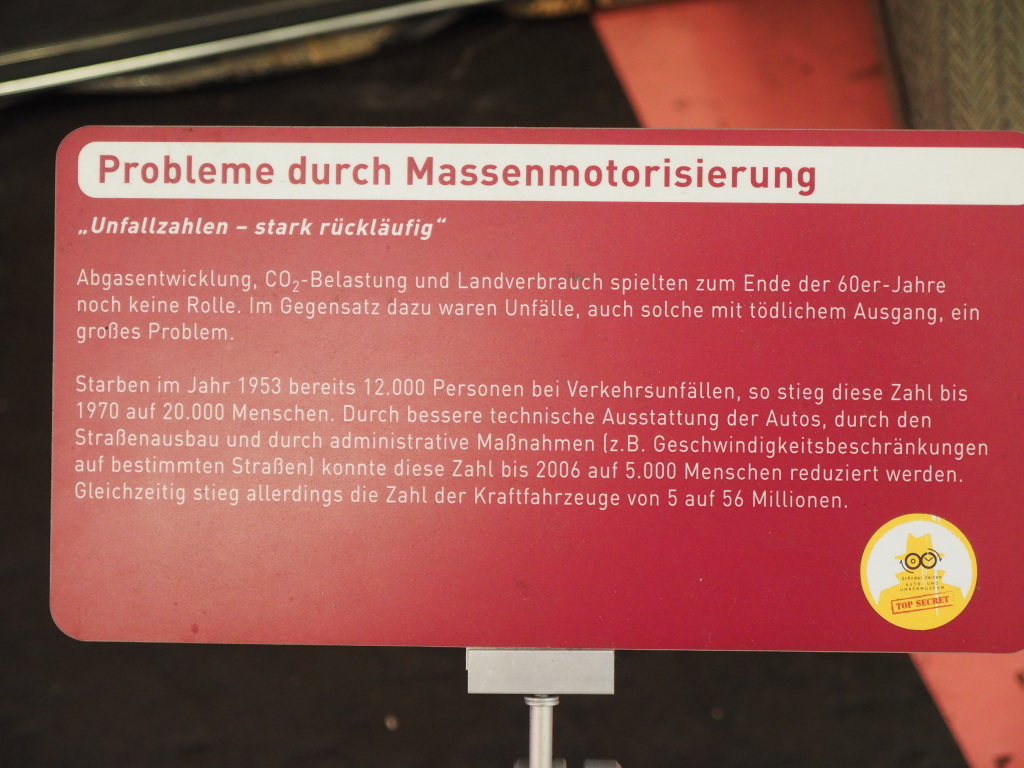 Probleme durch Massenmotorisierung
„Unfallzahlen – stark rückläufig“
Abgasentwicklung, CO₂-Belastung und Landverbrauch spielten zum Ende der 60er-Jahre
noch keine Rolle. Im Gegensatz dazu waren Unfälle, auch solche mit tödlichem Ausgang, ein
großes Problem.
Starben im Jahr 1953 bereits 12.000 Personen bei Verkehrsunfällen, so stieg diese Zahl bis
1970 auf 20.000 Menschen. Durch bessere technische Ausstattung der Autos, durch den
Straßenausbau und durch administrative Maßnahmen (z.B. Geschwindigkeitsbeschränkungen
auf bestimmten Straßen) konnte diese Zahl bis 2006 auf 5.000 Menschen reduziert werden.
Gleichzeitig stieg allerdings die Zahl der Kraftfahrzeuge von 5 auf 56 Millionen.
ErfinderZeiten
AUTO- UND
UHRENMUSEUM
TOP SECRET